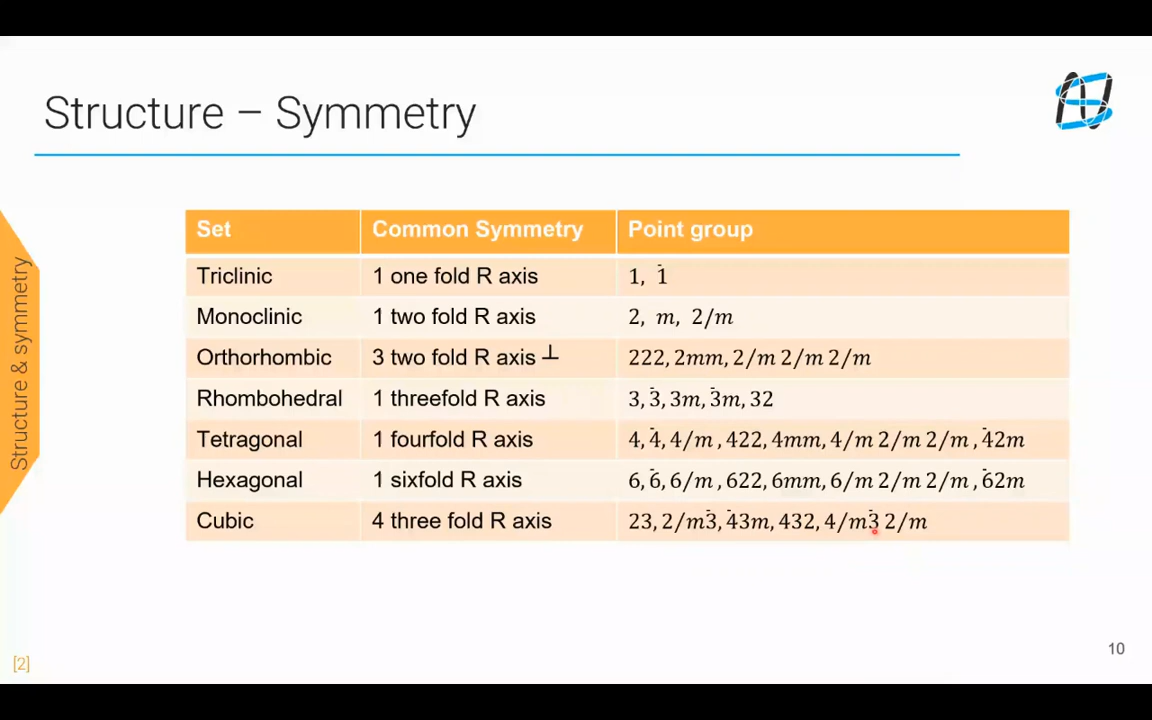 Structure – Symmetry
Structure & symmetry
Set Common Symmetry Point group
Triclinic 1 one fold R axis 1, 1̄
Monoclinic 1 two fold R axis 2, m, 2/m
Orthorhombic 3 two fold R axis ⊥ 222, 2mm, 2/m 2/m 2/m
Rhombohedral 1 threefold R axis 3, 3̄, 3m, 3̄m, 32
Tetragonal 1 fourfold R axis 4, 4̄, 4/m , 422, 4mm, 4/m 2/m 2/m , 4̄2m
Hexagonal 1 sixfold R axis 6, 6̄, 6/m , 622, 6mm, 6/m 2/m 2/m , 6̄2m
Cubic 4 three fold R axis 23, 2/m3̄, 4̄3m, 432, 4/m3̄ 2/m
10
[2]